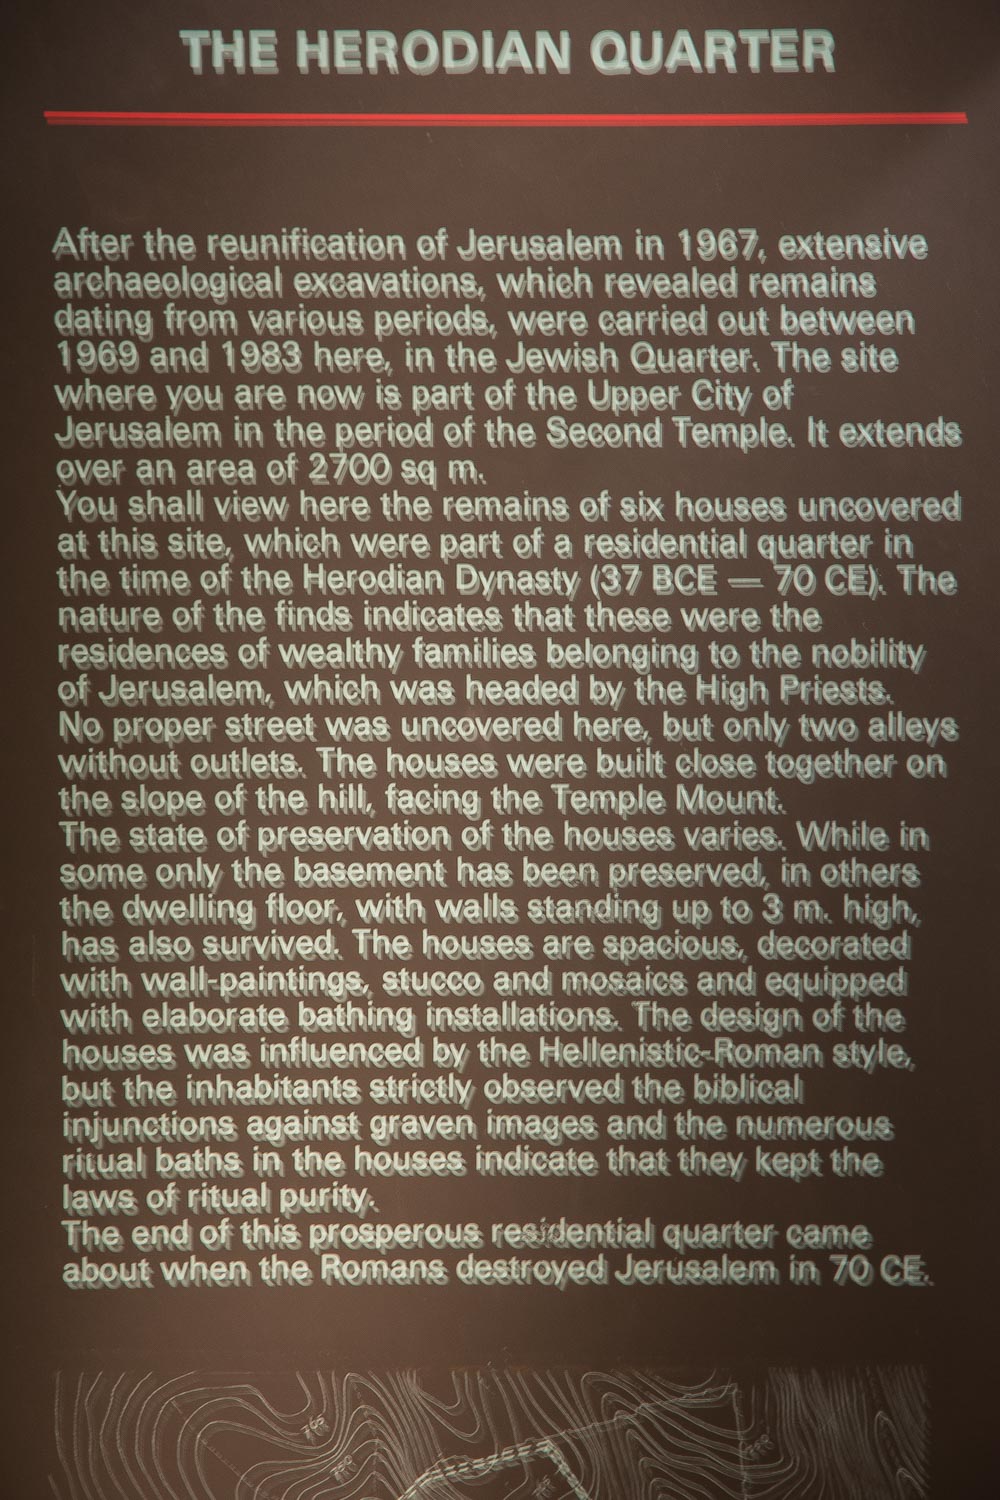 THE HERODIAN QUARTER
After the reunification of Jerusalem in 1967, extensive
archaeological excavations, which revealed remains
dating from various periods, were carried out between
1969 and 1983 here, in the Jewish Quarter. The site
where you are now is part of the Upper City of
Jerusalem in the period of the Second Temple. It extends
over an area of 2700 sq m.
You shall view here the remains of six houses uncovered
at this site, which were part of a residential quarter in
the time of the Herodian Dynasty (37 BCE — 70 CE). The
nature of the finds indicates that these were the
residences of wealthy families belonging to the nobility
of Jerusalem, which was headed by the High Priests.
No proper street was uncovered here, but only two alleys
without outlets. The houses were built close together on
the slope of the hill, facing the Temple Mount.
The state of preservation of the houses varies. While in
some only the basement has been preserved, in others
the dwelling floor, with walls standing up to 3 m. high,
has also survived. The houses are spacious, decorated
with wall-paintings, stucco and mosaics and equipped
with elaborate bathing installations. The design of the
houses was influenced by the Hellenistic-Roman style,
but the inhabitants strictly observed the biblical
injunctions against graven images and the numerous
ritual baths in the houses indicate that they kept the
laws of ritual purity.
The end of this prosperous residential quarter came
about when the Romans destroyed Jerusalem in 70 CE.